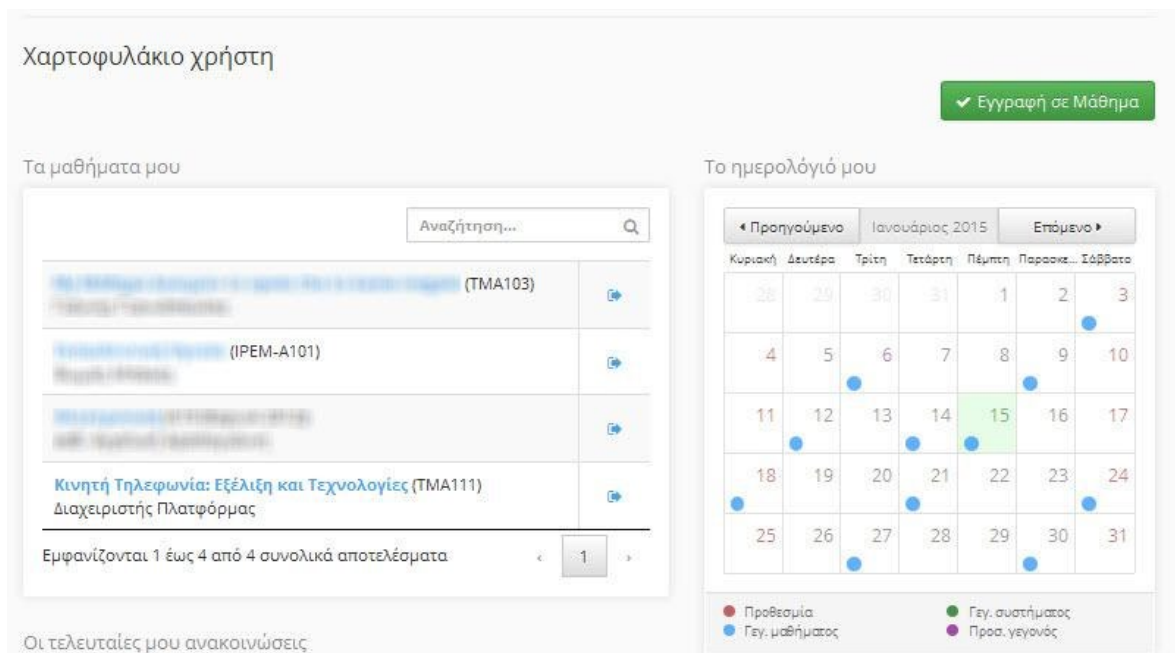 Χαρτοφυλάκιο χρήστη
Εγγραφή σε Μάθημα
Τα μαθήματα μου
Αναζήτηση...
(TMA103)
(IPEM-A101)
Κινητή Τηλεφωνία: Εξέλιξη και Τεχνολογίες (TMA111)
Διαχειριστής Πλατφόρμας
Εμφανίζονται 1 έως 4 από 4 συνολικά αποτελέσματα ‹ 1 ›
Οι τελευταίες μου ανακοινώσεις
Το ημερολόγιό μου
Προηγούμενο Ιανουάριος 2015 Επόμενο
Κυριακή Δευτέρα Τρίτη Τετάρτη Πέμπτη Παρασκε... Σάββατο
28 29 30 31 1 2 3
4 5 6 7 8 9 10
11 12 13 14 15 16 17
18 19 20 21 22 23 24
25 26 27 28 29 30 31
Προθεσμία Γεγ. συστήματος
Γεγ. μαθήματος Προσ. γεγονός